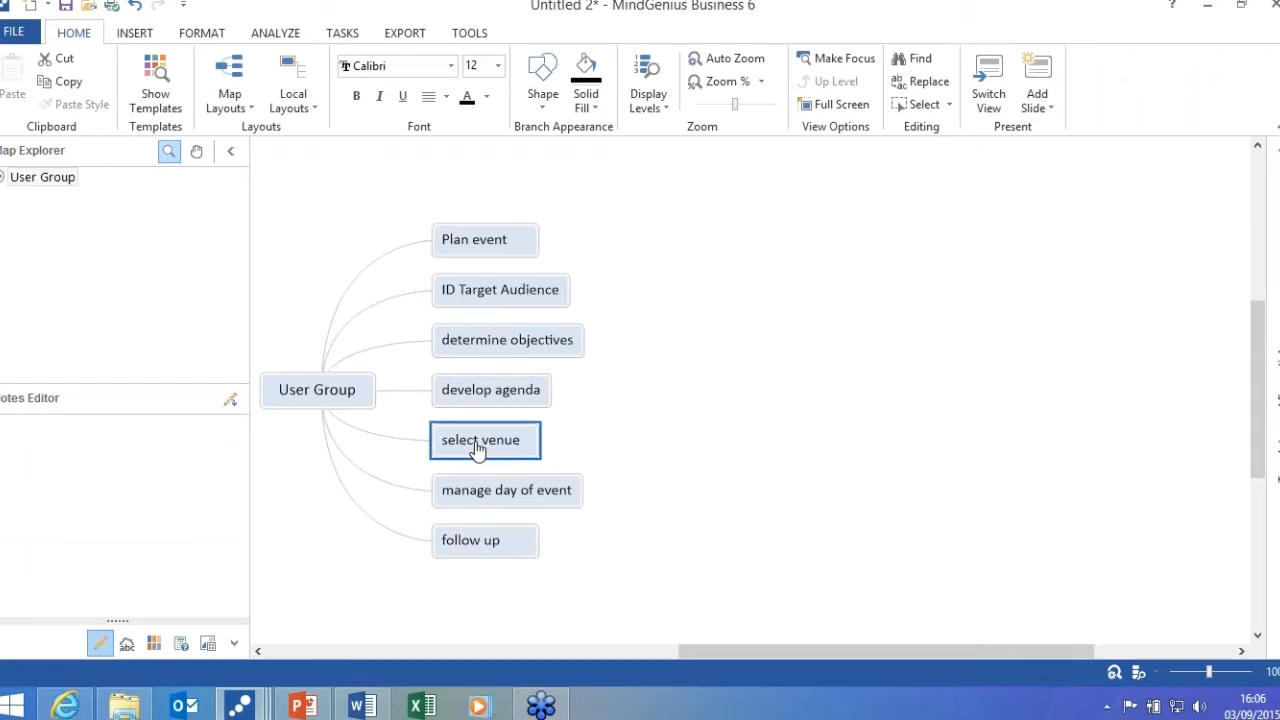 Untitled 2* - MindGenius Business 6
?
FILE HOME INSERT FORMAT ANALYZE TASKS EXPORT TOOLS
Paste
Cut
Copy
Paste Style
Clipboard
Show
Templates
Templates
Map
Layouts
Local
Layouts
Layouts
Calibri 12
B I U A
Font
Shape
Solid
Fill
Branch Appearance
Display
Levels
Auto Zoom
Zoom %
Zoom
Make Focus
Up Level
Full Screen
View Options
Find
Replace
Select
Editing
Switch
View
Add
Slide
Present
Map Explorer
User Group
Notes Editor
Plan event
ID Target Audience
determine objectives
User Group
develop agenda
select venue
manage day of event
follow up
abc
100
16:06
03/09/2015